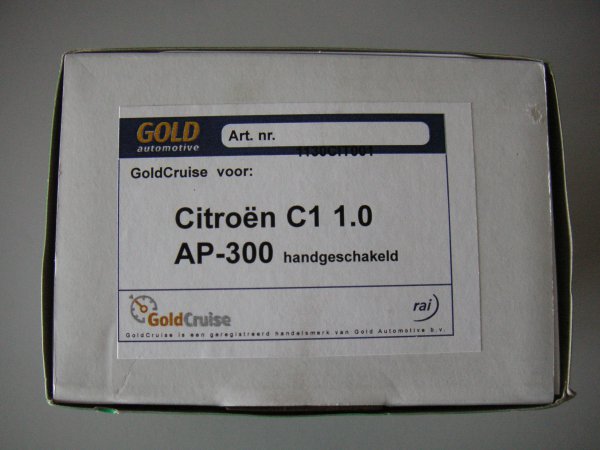 GOLD
automotive
Art. nr.
1130CIT001
GoldCruise voor:
Citroën C1 1.0
AP-300 handgeschakeld
GoldCruise
rai
GoldCruise is een geregistreerd handelsmerk van Gold Automotive b.v.